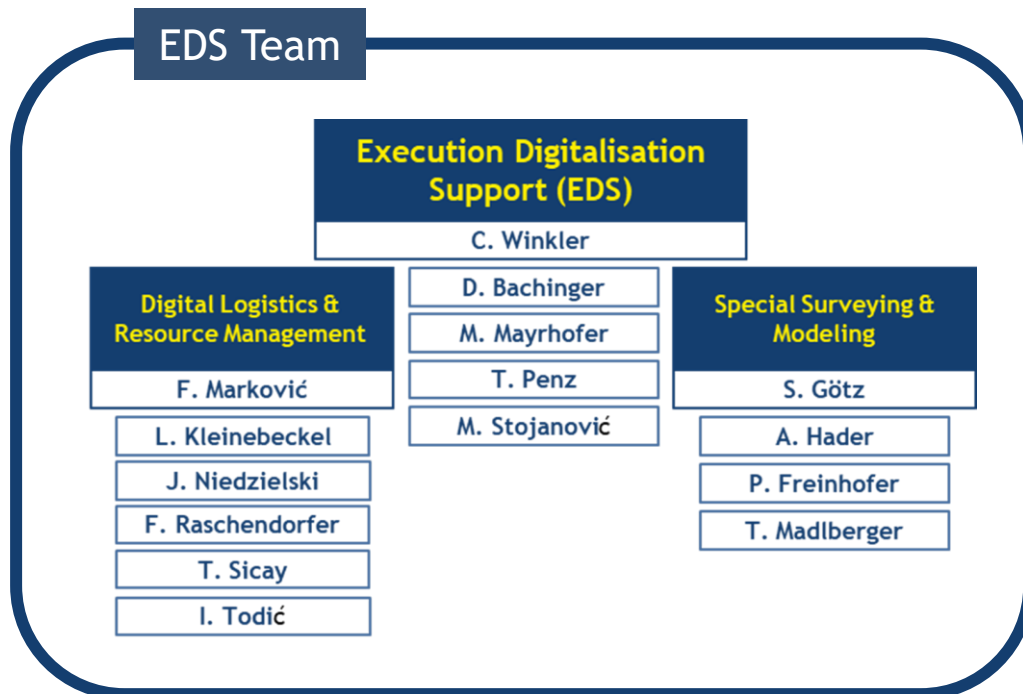 EDS Team
Execution Digitalisation
Support (EDS)
C. Winkler
D. Bachinger
M. Mayrhofer
T. Penz
M. Stojanović
Digital Logistics &
Resource Management
F. Marković
L. Kleinebeckel
J. Niedzielski
F. Raschendorfer
T. Sicay
I. Todić
Special Surveying &
Modeling
S. Götz
A. Hader
P. Freinhofer
T. Madlberger